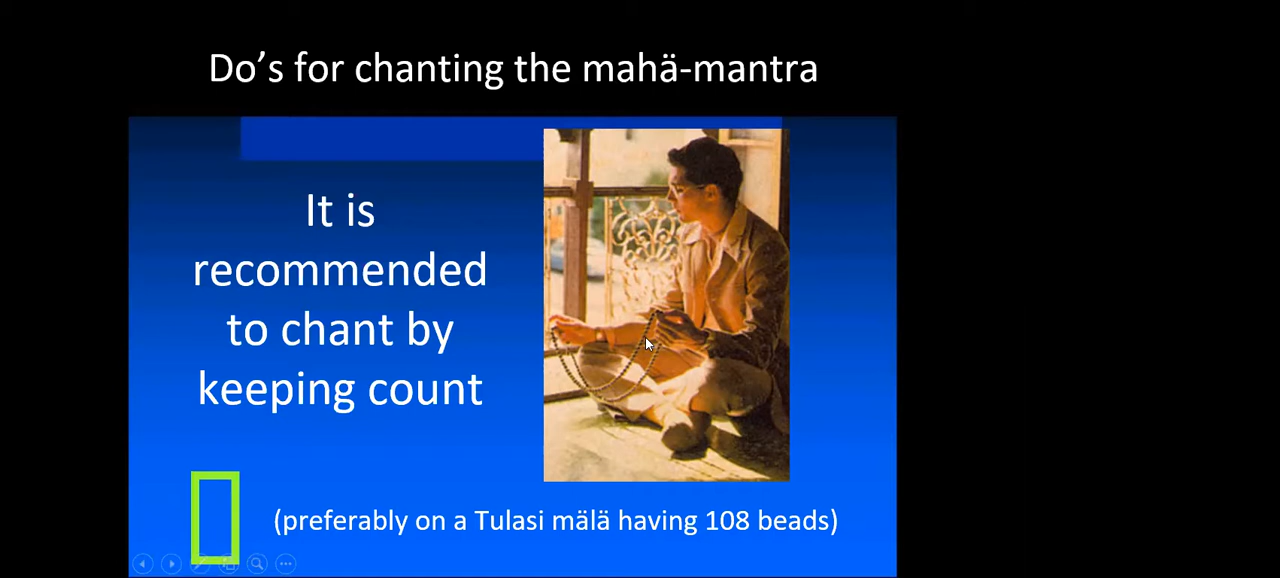 Do’s for chanting the mahä-mantra
It is
recommended
to chant by
keeping count
(preferably on a Tulasi mälä having 108 beads)